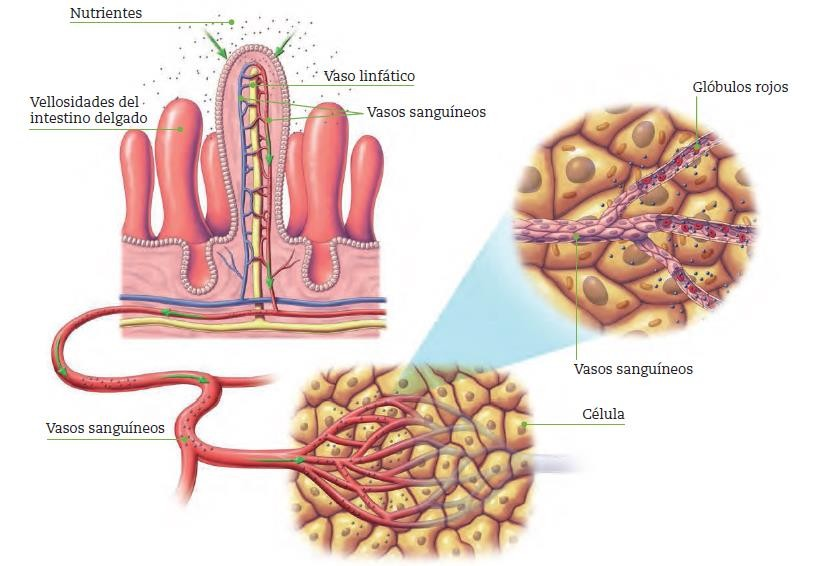 Nutrientes
Vaso linfático
Vasos sanguíneos
Vellosidades del
intestino delgado
Glóbulos rojos
Vasos sanguíneos
Célula
Vasos sanguíneos